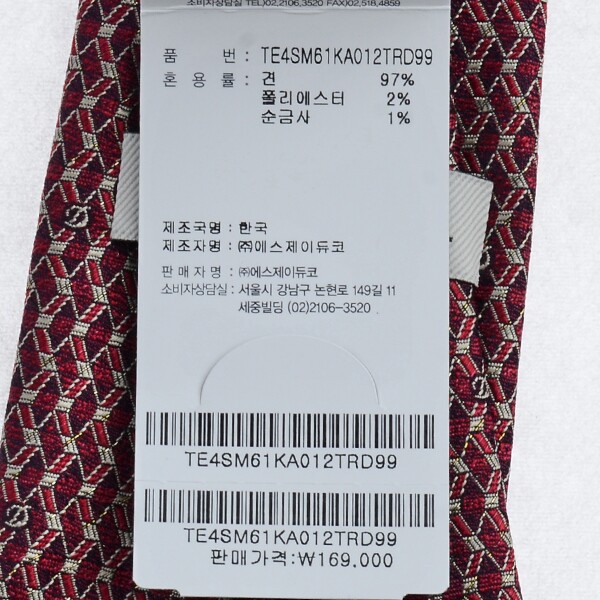 소비자상담실 TEL)02,2106,3520 FAX)02,518,4859
품 번 : TE4SM61KA012TRD99
혼 용 률 : 견 97%
폴리에스터 2%
순금사 1%
제조국명 : 한국
제조자명 : ㈜에스제이듀코
판매자명 : ㈜에스제이듀코
소비자상담실 : 서울시 강남구 논현로 149길 11
세중빌딩 (02)2106-3520
TE4SM61KA012TRD99
TE4SM61KA012TRD99
판매가격:₩169,000